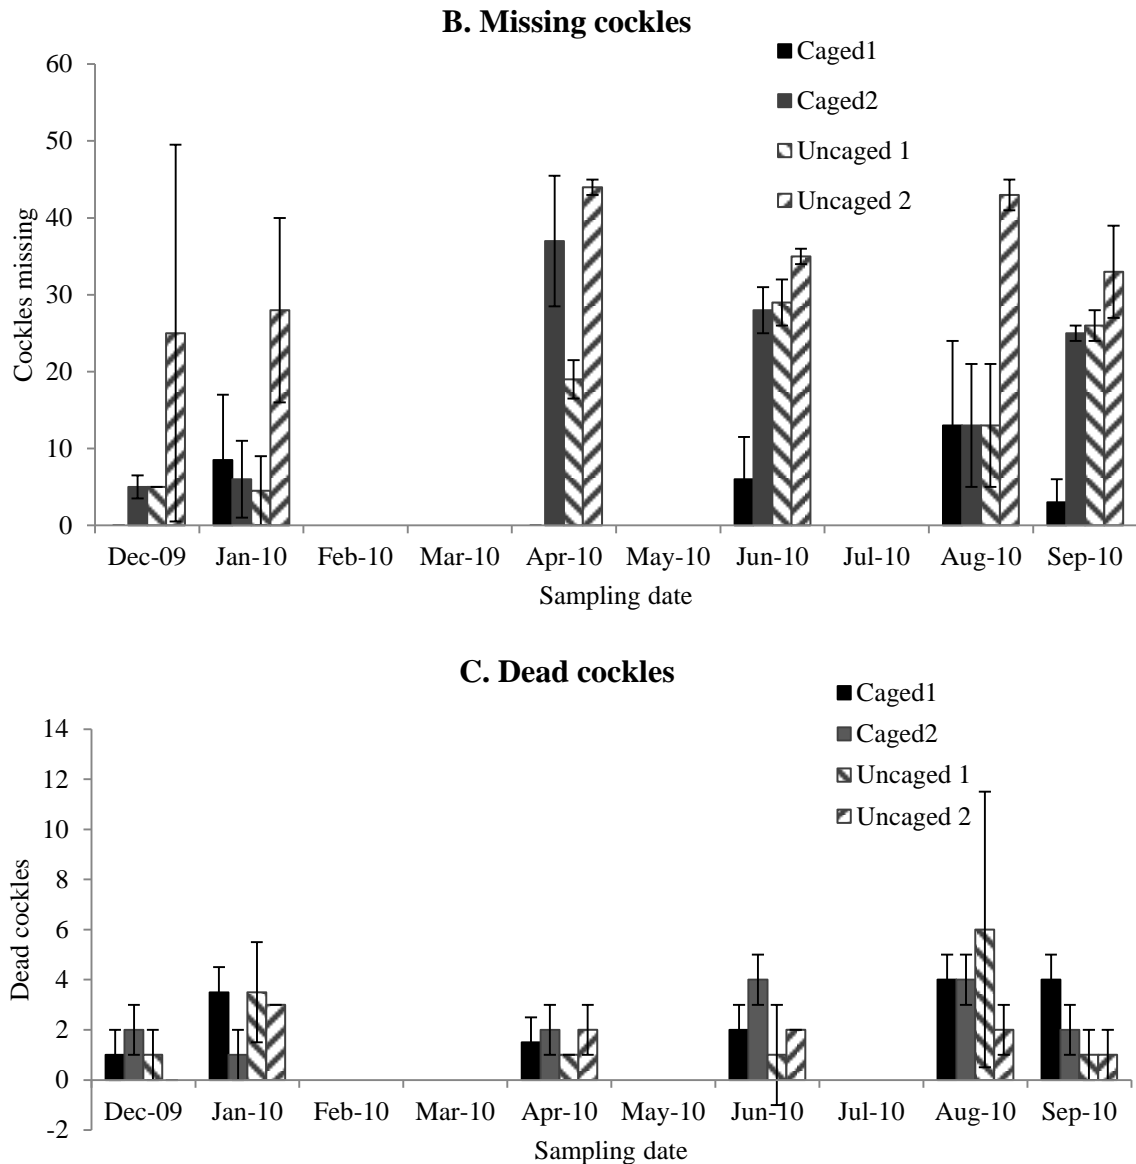 B. Missing cockles
Caged1
Caged2
Uncaged 1
Uncaged 2
60
50
40
30
20
10
0
Cockles missing
Dec-09 Jan-10 Feb-10 Mar-10 Apr-10 May-10 Jun-10 Jul-10 Aug-10 Sep-10
Sampling date
C. Dead cockles
Caged1
Caged2
Uncaged 1
Uncaged 2
14
12
10
8
6
4
2
0
-2
Dead cockles
Dec-09 Jan-10 Feb-10 Mar-10 Apr-10 May-10 Jun-10 Jul-10 Aug-10 Sep-10
Sampling date